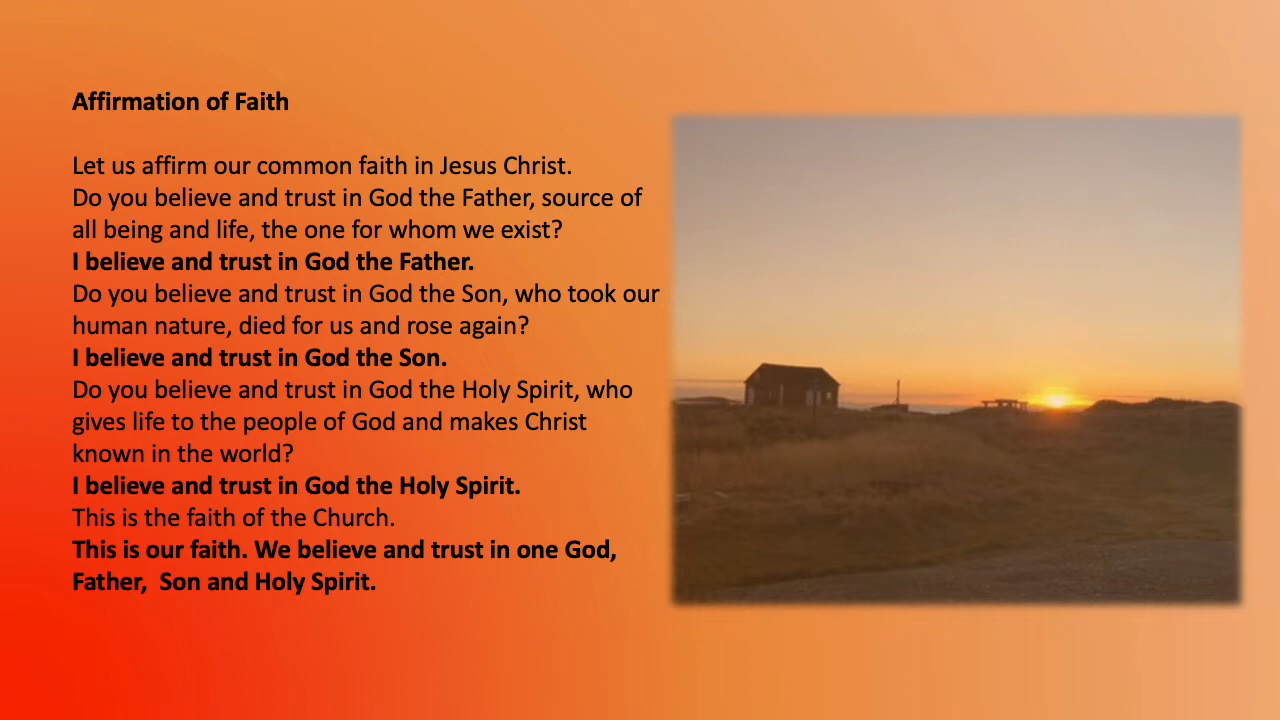 Affirmation of Faith
Let us affirm our common faith in Jesus Christ.
Do you believe and trust in God the Father, source of
all being and life, the one for whom we exist?
I believe and trust in God the Father.
Do you believe and trust in God the Son, who took our
human nature, died for us and rose again?
I believe and trust in God the Son.
Do you believe and trust in God the Holy Spirit, who
gives life to the people of God and makes Christ
known in the world?
I believe and trust in God the Holy Spirit.
This is the faith of the Church.
This is our faith. We believe and trust in one God,
Father,  Son and Holy Spirit.